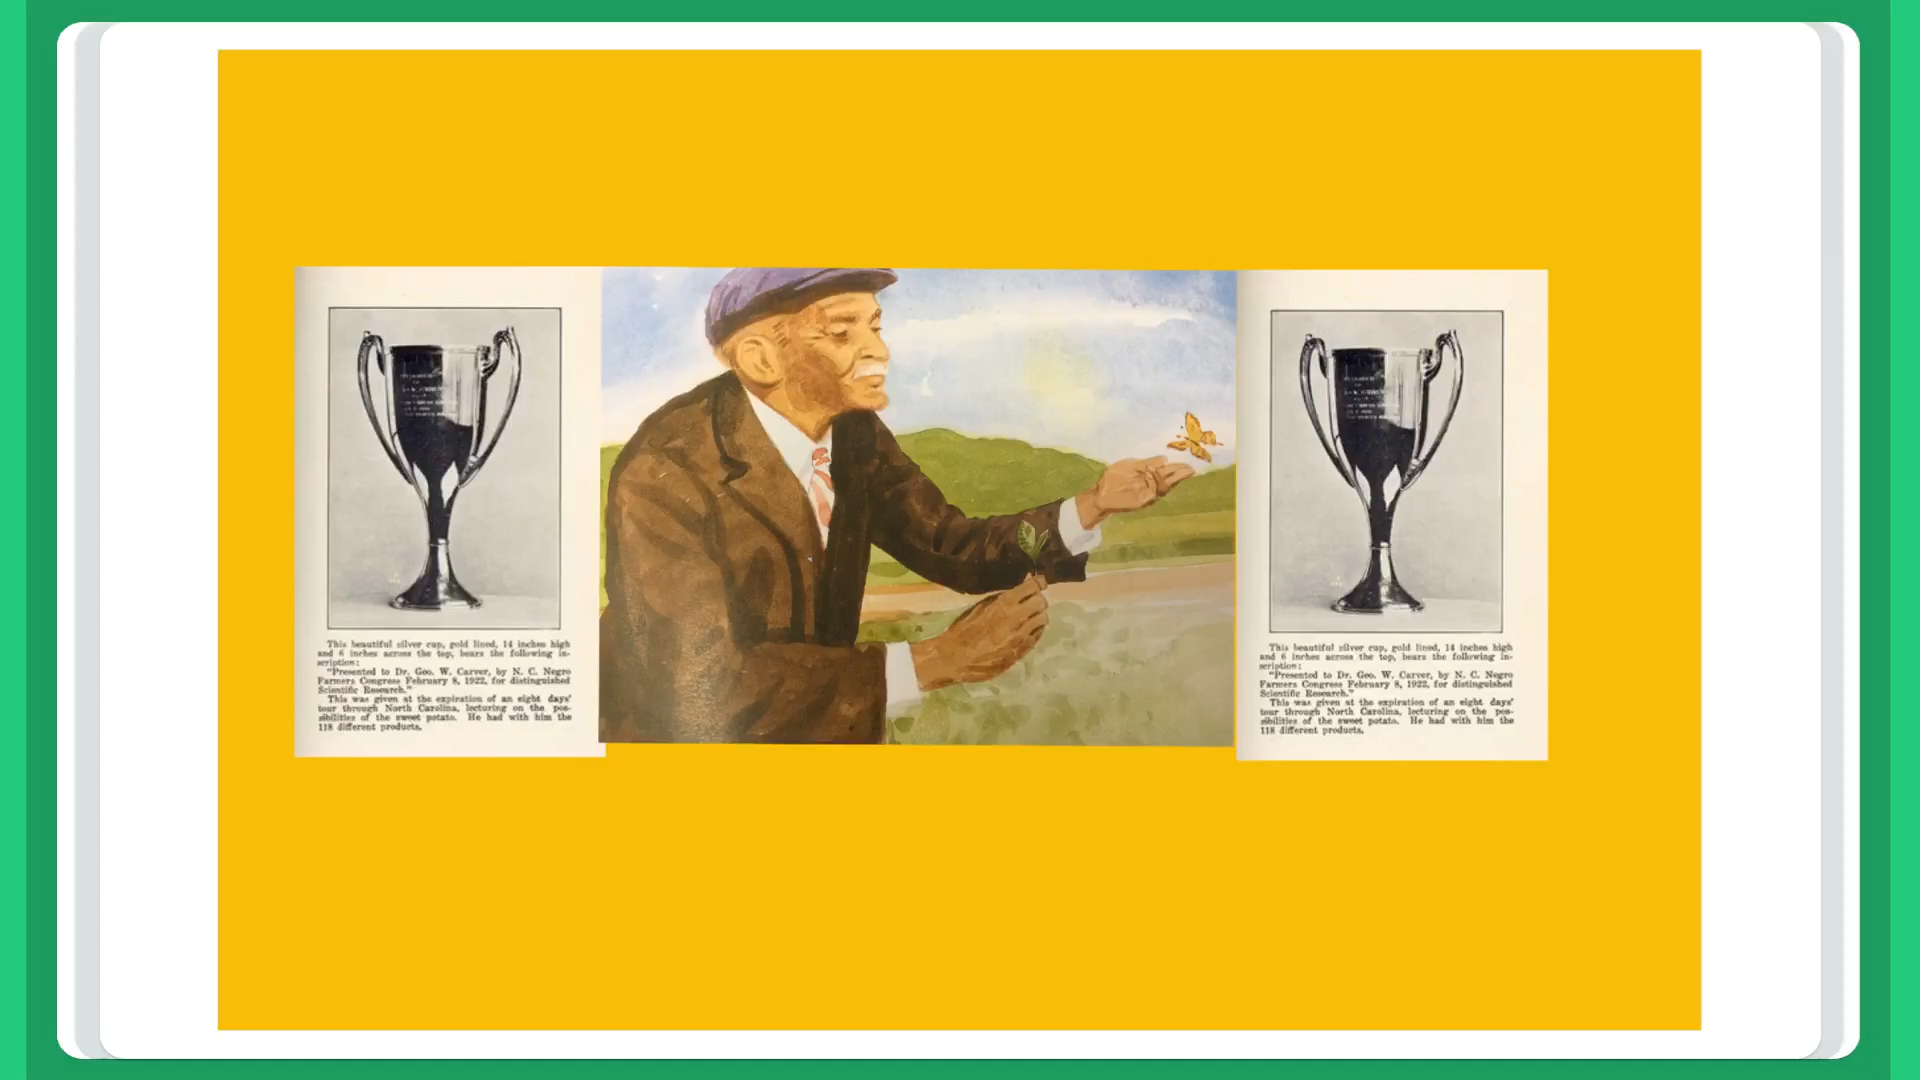 This beautiful silver cup, gold lined, 14 inches high
and 6 inches across the top, bears the following in-
scription:
"Presented to Dr. Geo. W. Carver, by N. C. Negro
Farmers Congress February 8, 1922, for distinguished
Scientific Research."
This was given at the expiration of an eight days'
tour through North Carolina, lecturing on the pos-
sibilities of the sweet potato. He had with him the
118 different products.
This beautiful silver cup, gold lined, 14 inches high
and 6 inches across the top, bears the following in-
scription:
"Presented to Dr. Geo. W. Carver, by N. C. Negro
Farmers Congress February 8, 1922, for distinguished
Scientific Research."
This was given at the expiration of an eight days'
tour through North Carolina, lecturing on the pos-
sibilities of the sweet potato. He had with him the
118 different products.